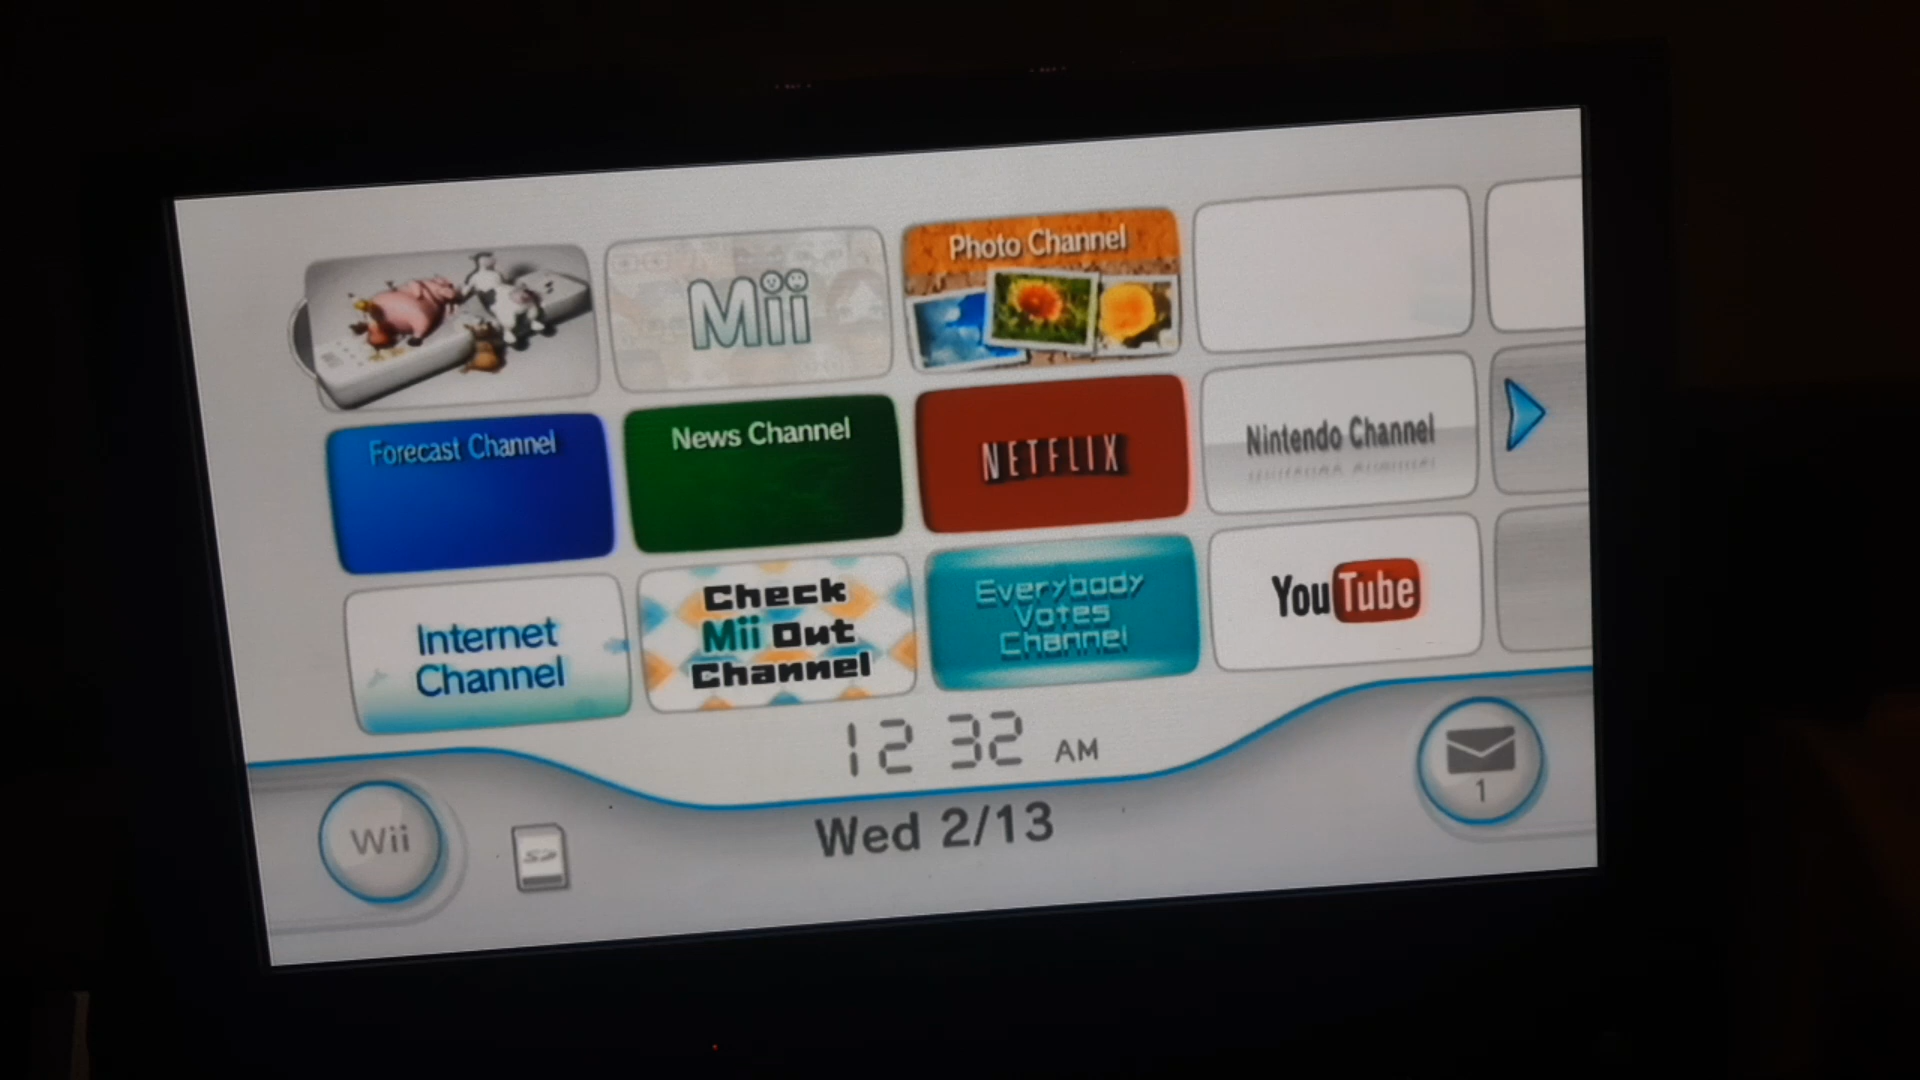 Mii
Photo Channel
Forecast Channel
News Channel
NETFLIX
Nintendo Channel
Internet
Channel
Check
Mii Out
Channel
Everybody
Votes
Channel
YouTube
12 32 AM
1
Wii
SD
Wed 2/13